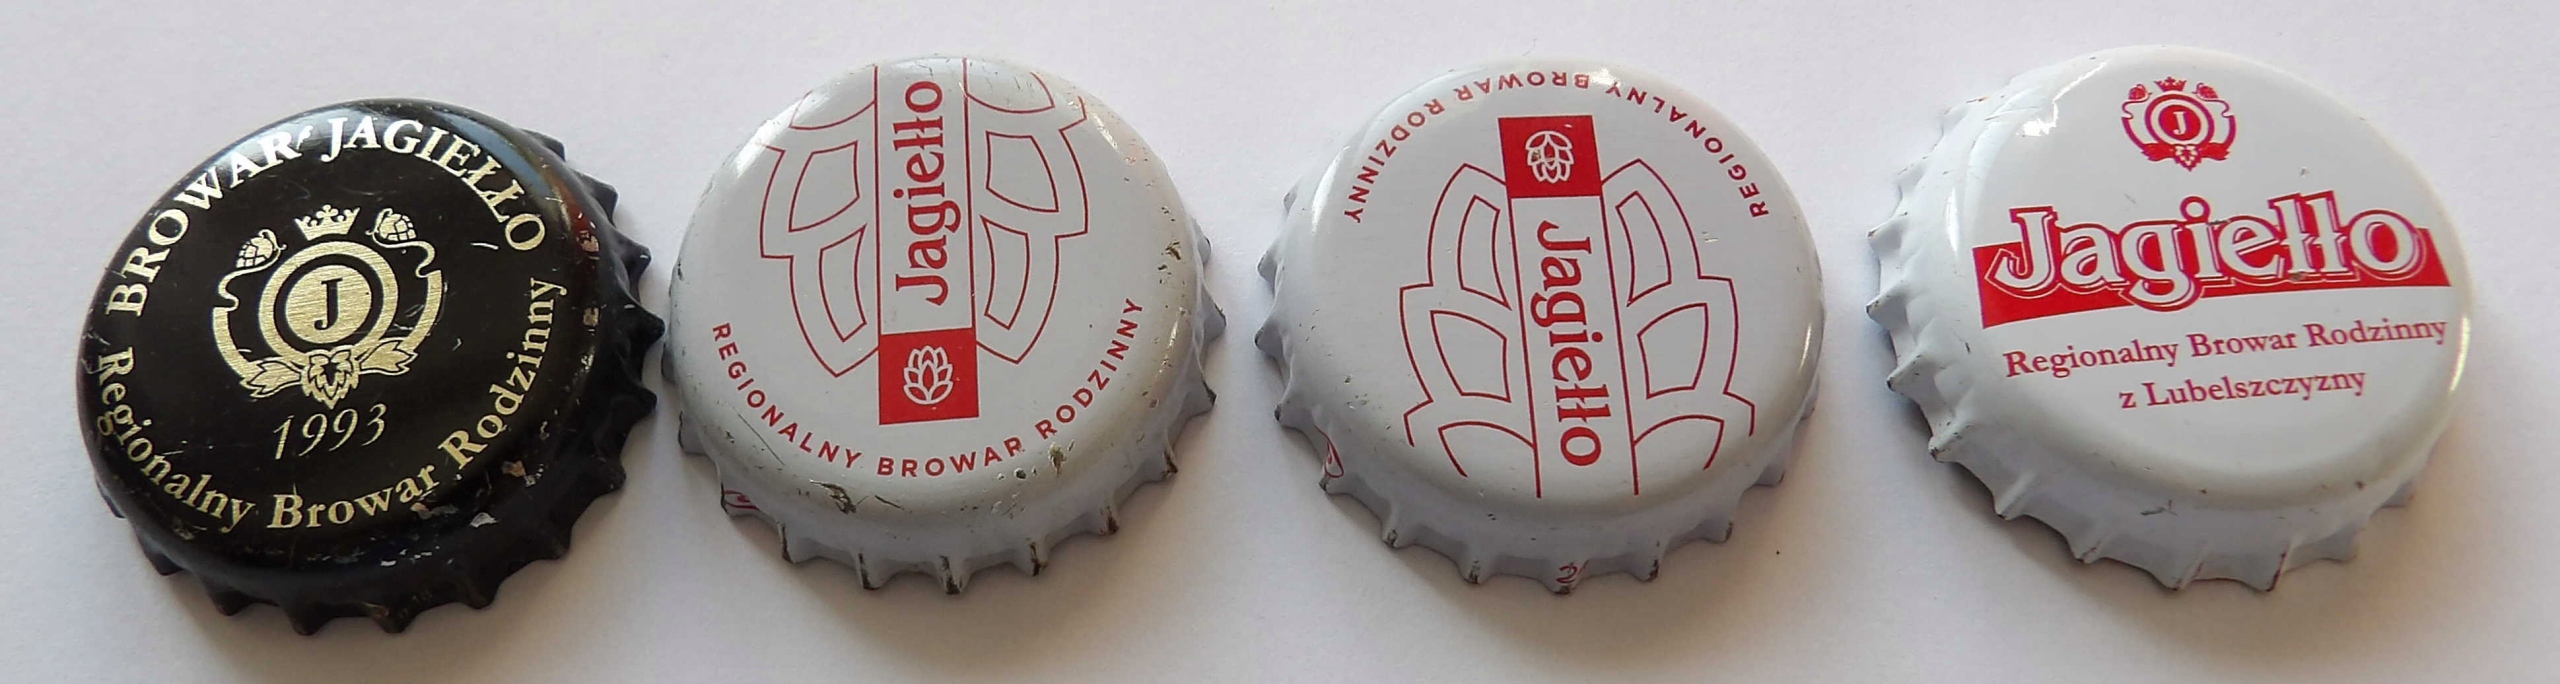 BROWAR JAGIEŁŁO
J
1993
Regionalny Browar Rodzinny
Jagiełło
REGIONALNY BROWAR RODZINNY
REGIONALNY BROWAR RODZINNY
Jagiełło
J
Jagiełło
Regionalny Browar Rodzinny
z Lubelszczyzny